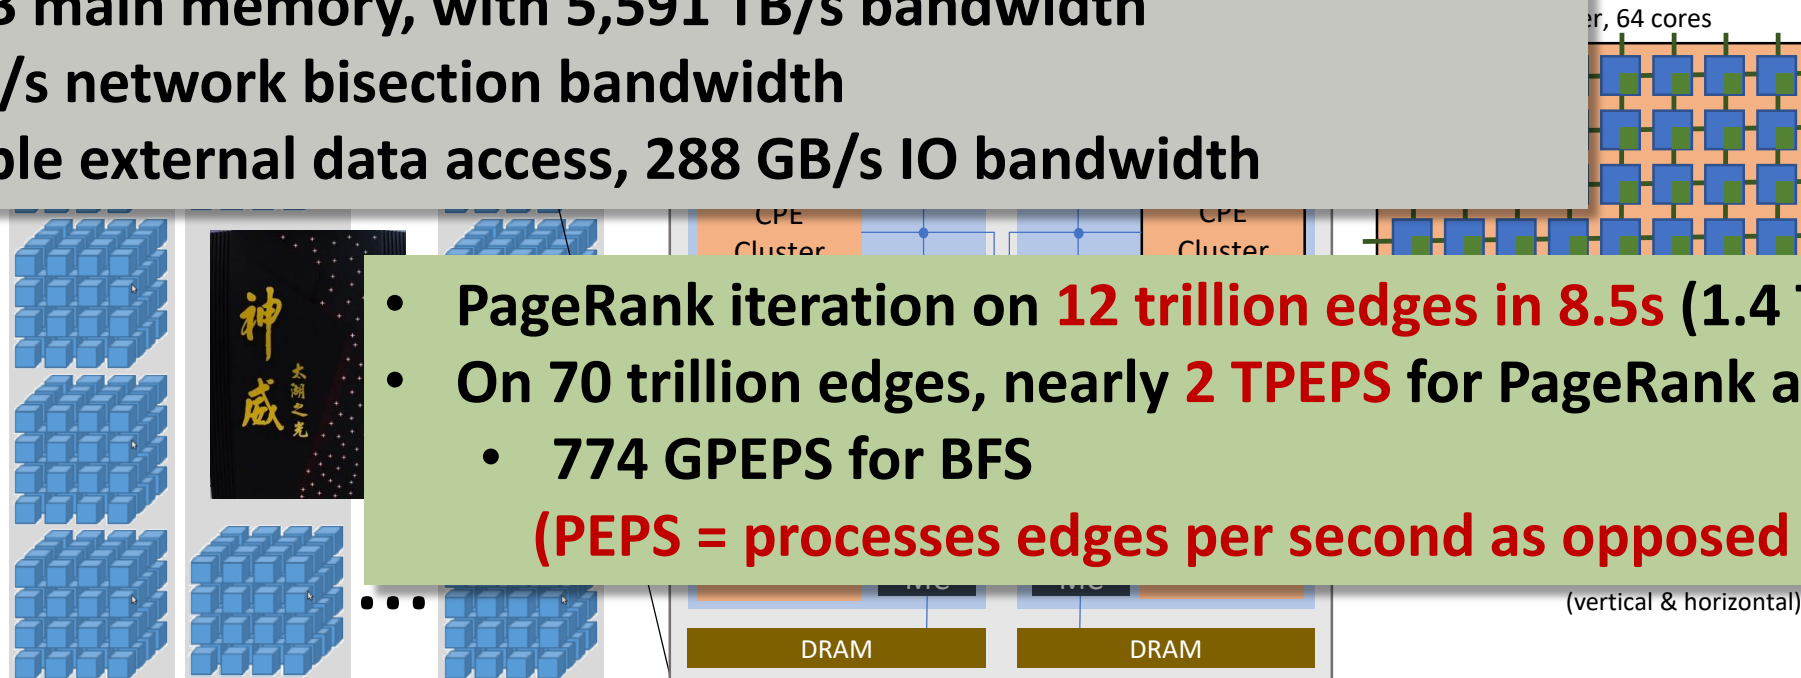 main memory, with 5,591 TB/s bandwidth
/s network bisection bandwidth
external data access, 288 GB/s IO bandwidth
, 64 cores
CPE
Cluster
CPE
Cluster
神
威
太湖之光
• PageRank iteration on 12 trillion edges in 8.5s (1.4
• On 70 trillion edges, nearly 2 TPEPS for PageRank
• 774 GPEPS for BFS
(PEPS = processes edges per second as opposed
(vertical & horizontal)
...
DRAM
DRAM